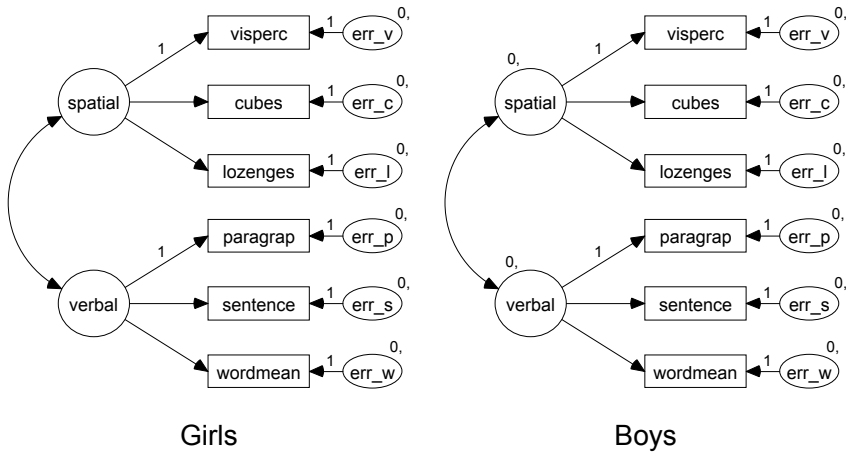 0,
1
visperc
1
err_v
spatial
0,
cubes
1
err_c
0,
lozenges
1
err_l
0,
1
paragrap
1
err_p
verbal
0,
sentence
1
err_s
0,
wordmean
1
err_w
Girls
0,
0,
1
visperc
1
err_v
spatial
0,
cubes
1
err_c
0,
lozenges
1
err_l
0,
0,
1
paragrap
1
err_p
verbal
0,
sentence
1
err_s
0,
wordmean
1
err_w
Boys